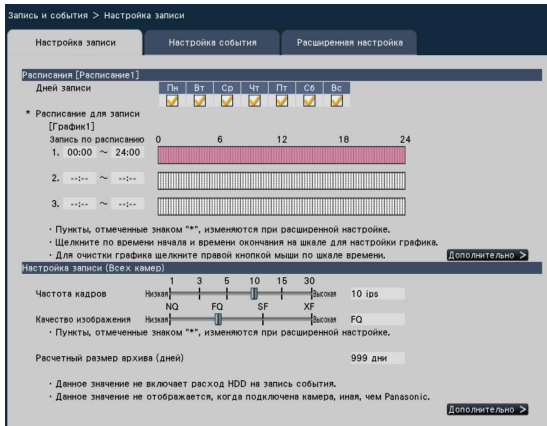 Запись и события > Настройка записи
Настройка записи Настройка события Расширенная настройка
Расписания [Расписание1]
Дней записи Пн Вт Ср Чт Пт Сб Вс
* Расписание для записи
[График1]
Запись по расписанию 0 6 12 18 24
1. 00:00 ~ 24:00
2. --:-- ~ --:--
3. --:-- ~ --:--
· Пункты, отмеченные знаком "*", изменяются при расширенной настройке.
· Щелкните по времени начала и времени окончания на шкале для настройки графика.
· Для очистки графика щелкните правой кнопкой мыши по шкале времени. Дополнительно >
Настройка записи (Всех камер)
1 3 5 10 15 30
Частота кадров Низкая Высокая 10 ips
NQ FQ SF XF
Качество изображения Низкая Высокая FQ
· Пункты, отмеченные знаком "*", изменяются при расширенной настройке.
Расчетный размер архива (дней) 999 дни
· Данное значение не включает расход HDD на запись события.
· Данное значение не отображается, когда подключена камера, иная, чем Panasonic.
Дополнительно >